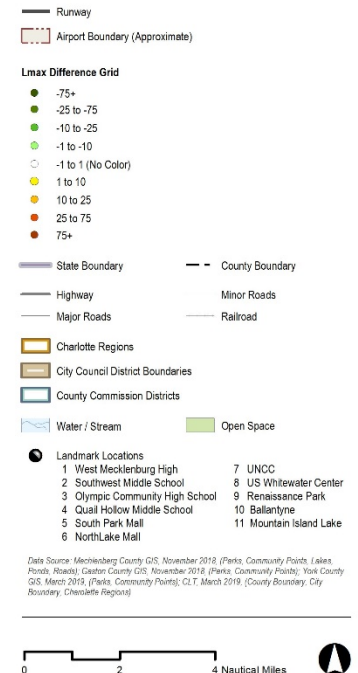 Runway
Airport Boundary (Approximate)
Lmax Difference Grid
-75+
-25 to -75
-10 to -25
-1 to -10
-1 to 1 (No Color)
1 to 10
10 to 25
25 to 75
75+
State Boundary
County Boundary
Highway
Minor Roads
Major Roads
Railroad
Charlotte Regions
City Council District Boundaries
County Commission Districts
Water / Stream
Open Space
Landmark Locations
1 West Mecklenburg High
2 Southwest Middle School
3 Olympic Community High School
4 Quail Hollow Middle School
5 South Park Mall
6 NorthLake Mall
7 UNCC
8 US Whitewater Center
9 Renaissance Park
10 Ballantyne
11 Mountain Island Lake
Data Source: Mechlenberg County GIS, November 2018, (Parks, Community Points, Lakes,
Ponds, Roads); Gaston County GIS, November 2018, (Parks, Community Points); York County
GIS, March 2019, (Parks, Community Points); CLT, March 2019, (County Boundary, City
Boundary, Cherolette Regions)
0 2 4 Nautical Miles